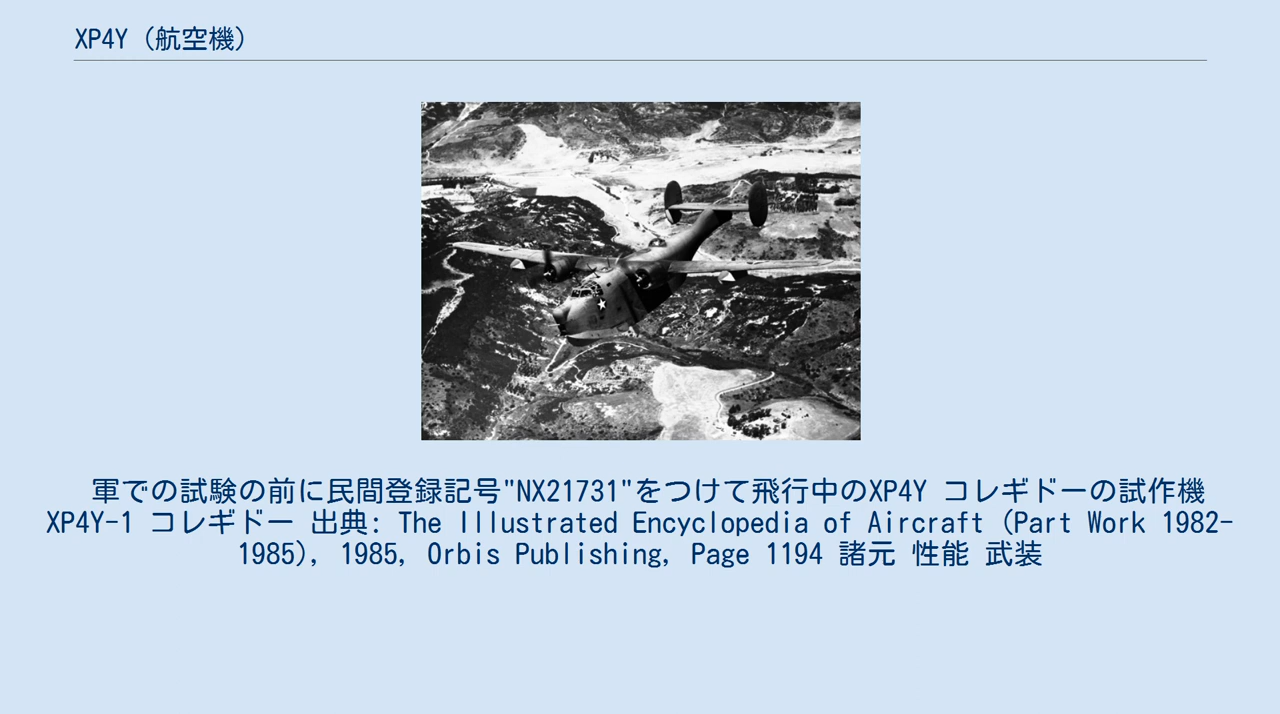 XP4Y（航空機）
軍での試験の前に民間登録記号"NX21731"をつけて飛行中のXP4Y コレギドーの試作機
XP4Y-1 コレギドー 出典: The Illustrated Encyclopedia of Aircraft (Part Work 1982-
1985), 1985, Orbis Publishing, Page 1194 諸元 性能 武装